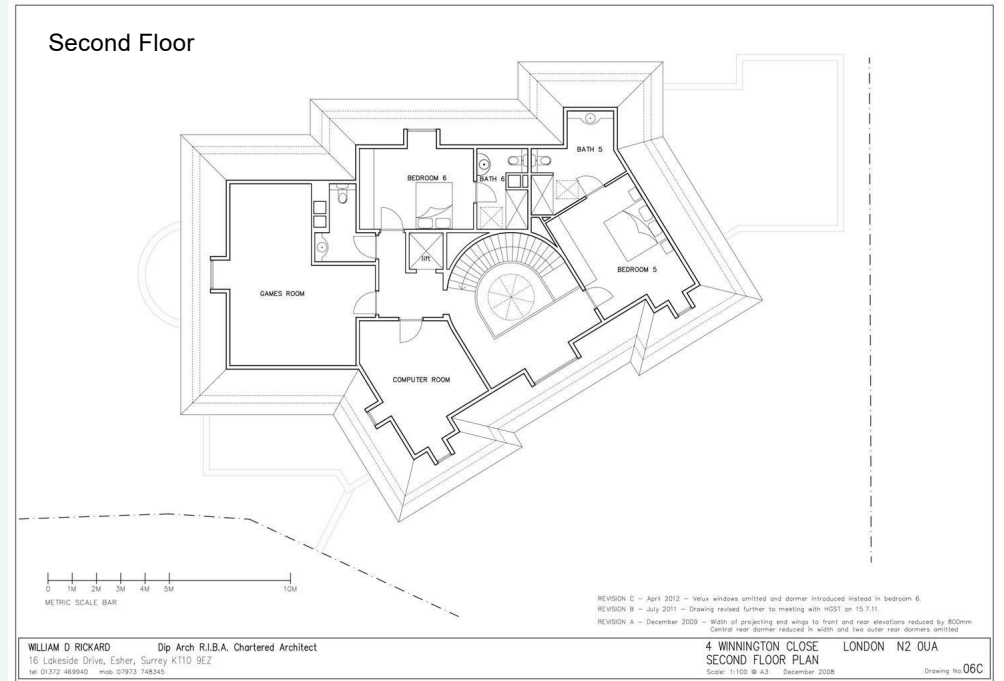 Second Floor
BATH 5
BEDROOM 6
BATH 6
lift
BEDROOM 5
GAMES ROOM
COMPUTER ROOM
0 1M 2M 3M 4M 5M 10M
METRIC SCALE BAR
REVISION C - April 2012 - Velux windows omitted and dormer introduced instead in bedroom 6.
REVISION B - July 2011 - Drawing revised further to meeting with HGST on 15.7.11.
REVISION A - December 2009 - Width of projecting end wings to front and rear elevations reduced by 800mm
Central rear dormer reduced in width and two outer rear dormers omitted
WILLIAM D RICKARD Dip Arch R.I.B.A. Chartered Architect
16 Lakeside Drive, Esher, Surrey KT10 9EZ
tel 01372 469940 mob 07973 748345
4 WINNINGTON CLOSE LONDON N2 0UA
SECOND FLOOR PLAN
Scale: 1:100 @ A3 December 2008 Drawing No. 06C